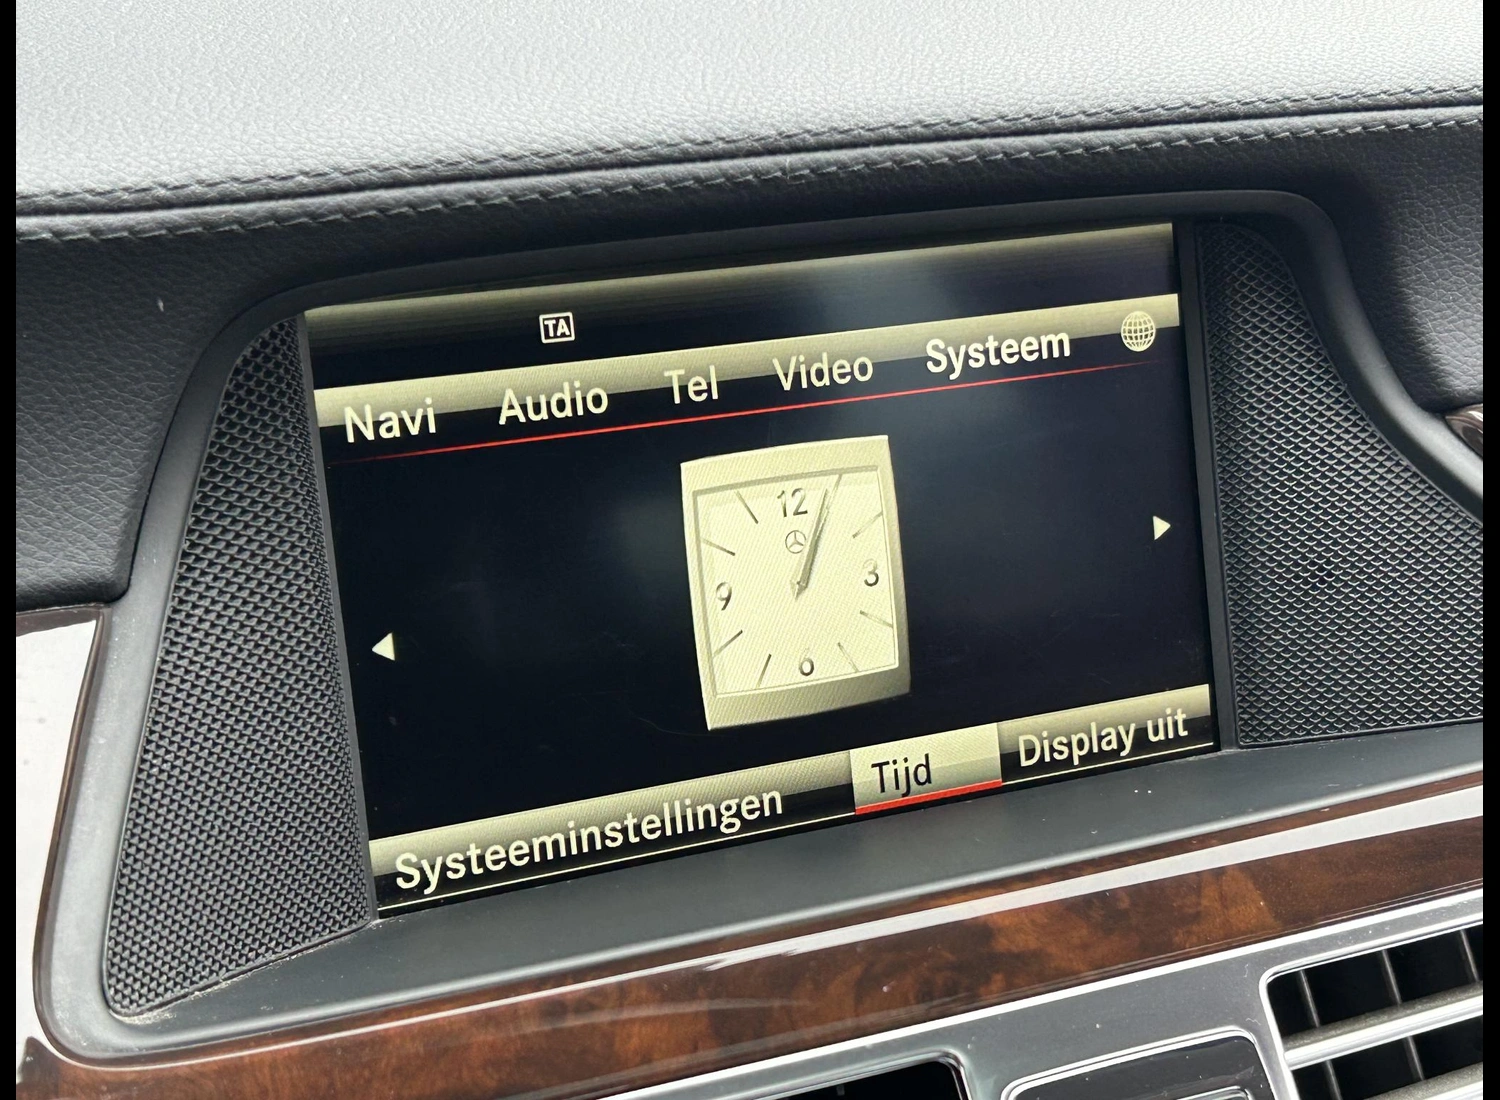 TA
Navi Audio Tel Video Systeem
12
9 3
6
Systeeminstellingen Tijd Display uit